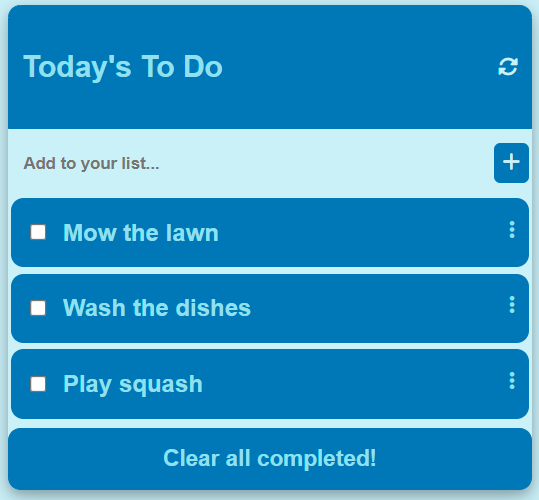 Today's To Do
Add to your list...
Mow the lawn
Wash the dishes
Play squash
Clear all completed!